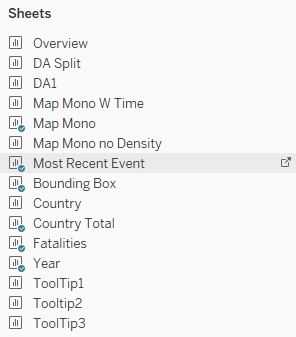 Sheets
Overview
DA Split
DA1
Map Mono W Time
Map Mono
Map Mono no Density
Most Recent Event
Bounding Box
Country
Country Total
Fatalities
Year
ToolTip1
Tooltip2
ToolTip3